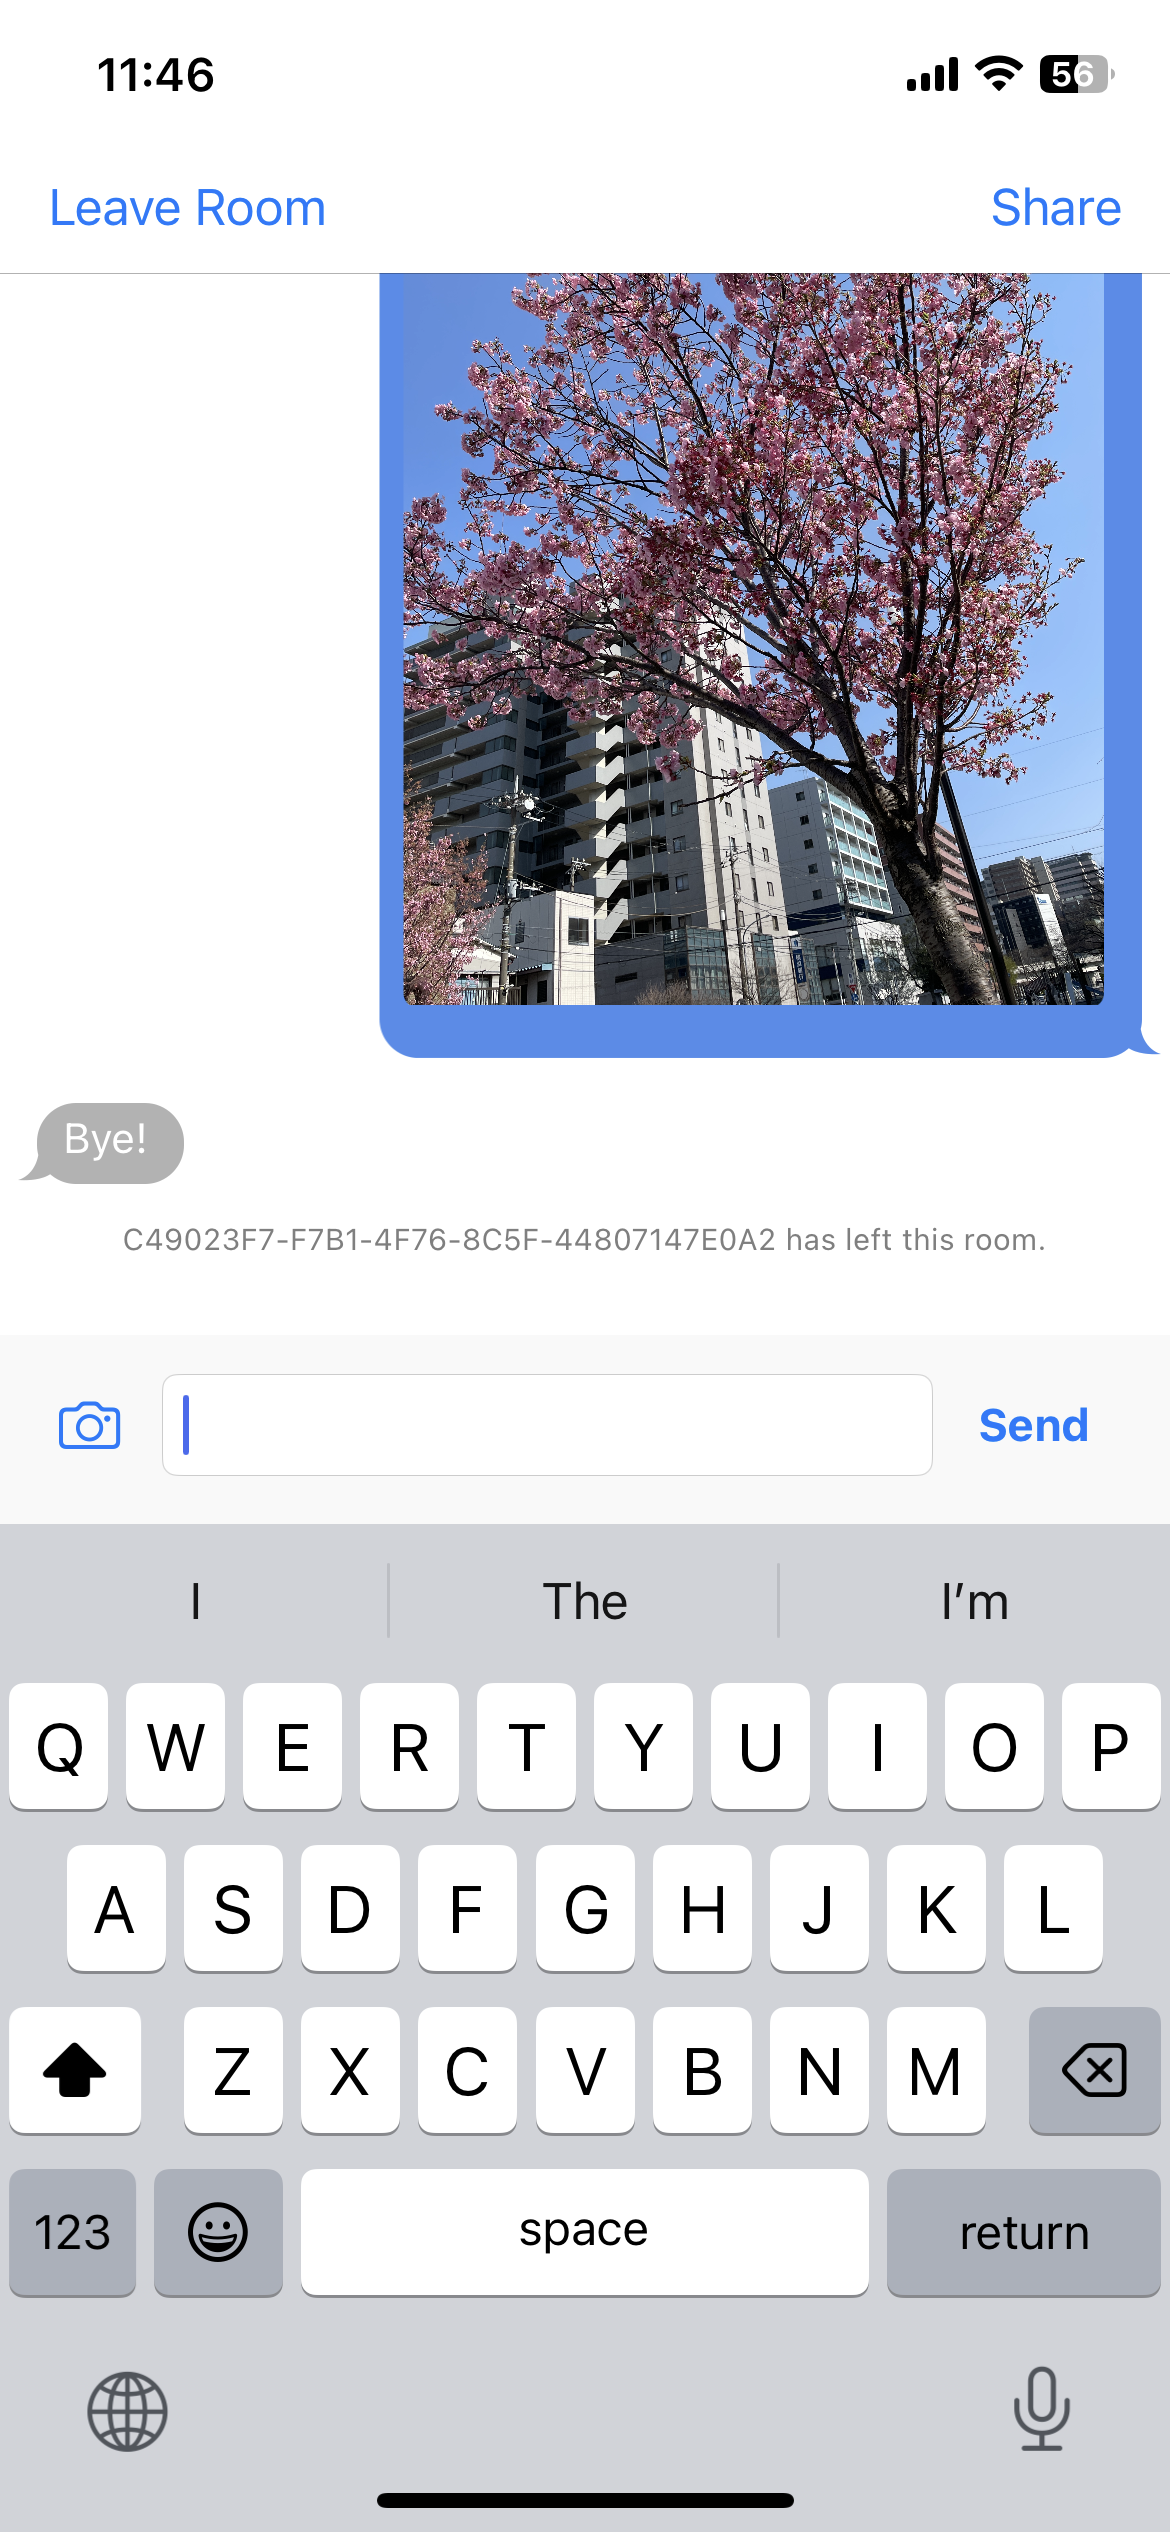 11:46
56
Leave Room
Share
Bye!
C49023F7-F7B1-4F76-8C5F-44807147E0A2 has left this room.
Send
I
The
I'm
Q W E R T Y U I O P
A S D F G H J K L
Z X C V B N M
123
space
return